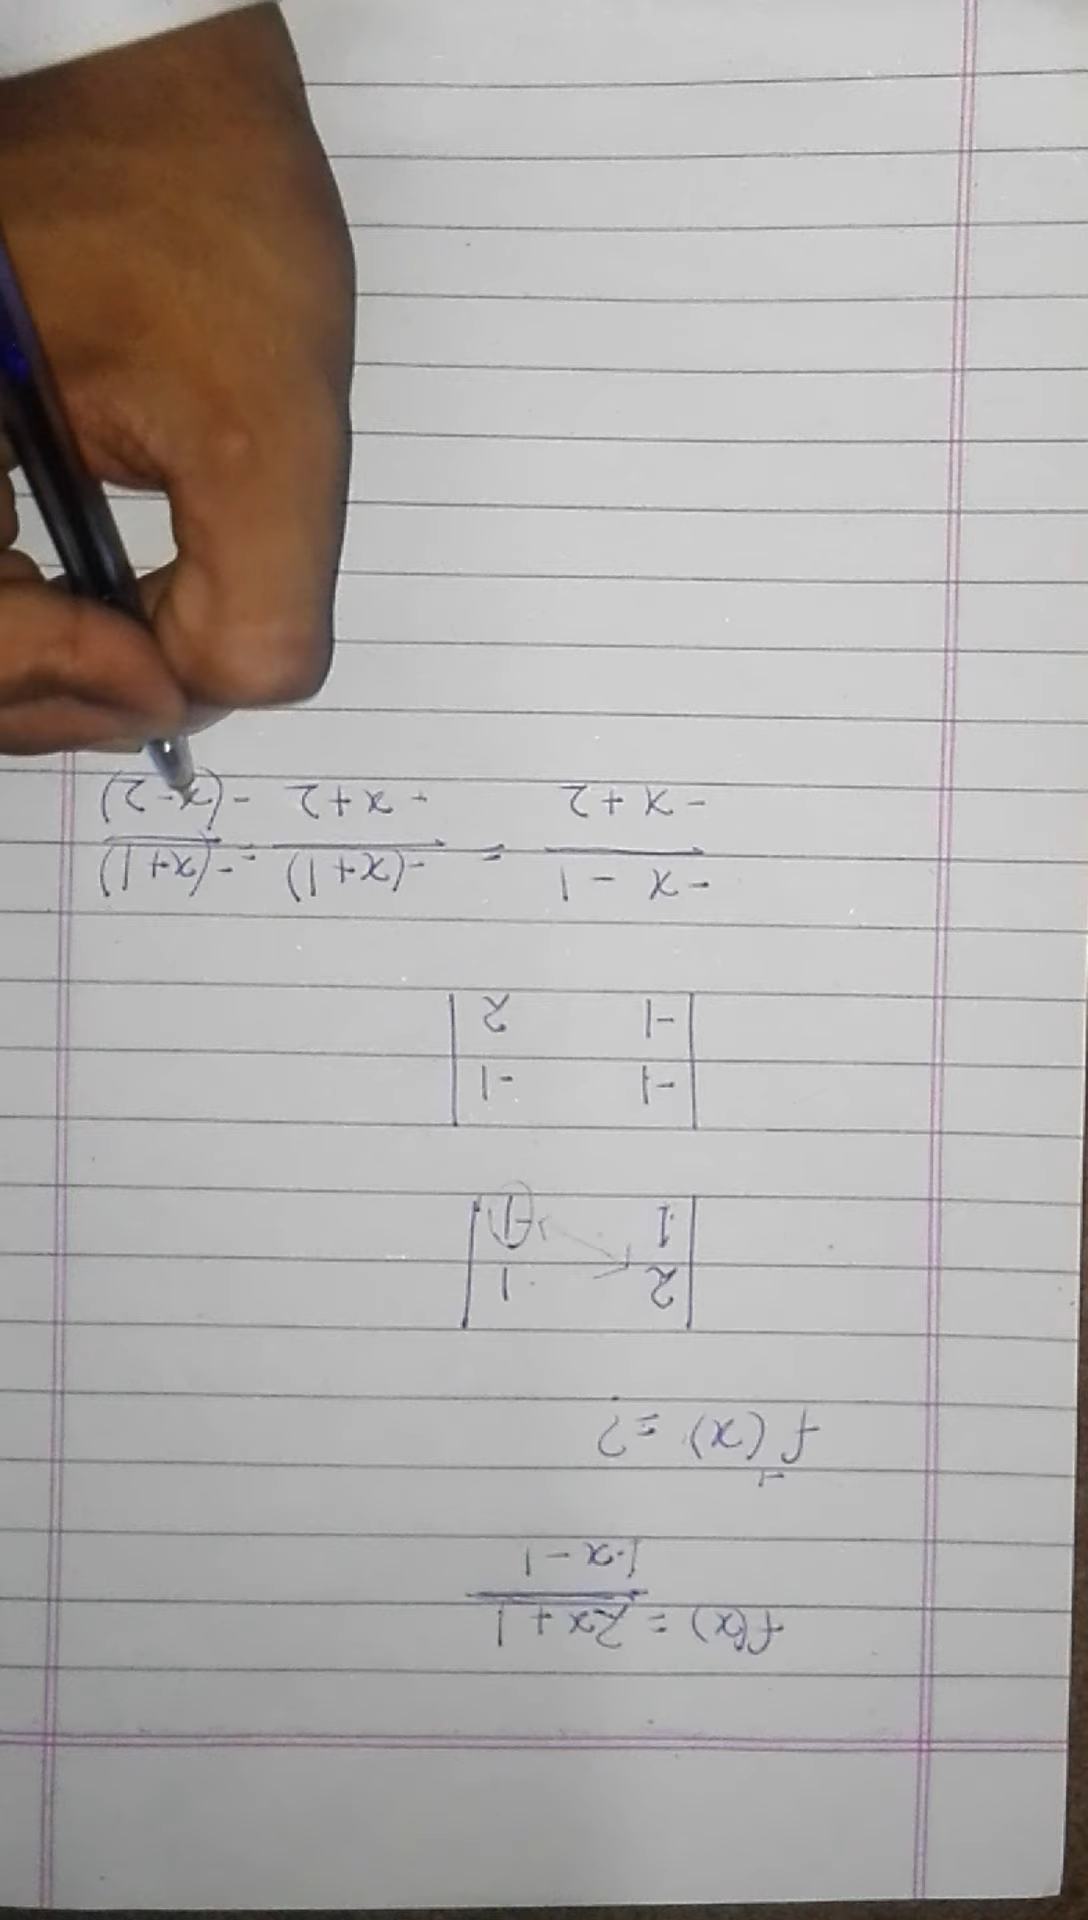 f(x) = 2x + 1
1·x - 1
f⁻¹(x) = ?
2 1
1 -1
-1 -1
-1 2
-x - 1 = -(x+1) = -(x+1)
-x + 2 -x + 2 -(x-2)